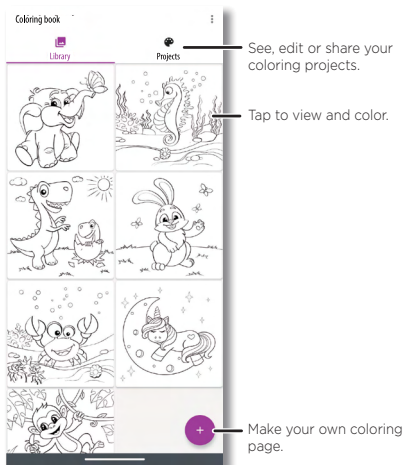 Coloring book
Library
Projects
See, edit or share your
coloring projects.
Tap to view and color.
Make your own coloring
page.